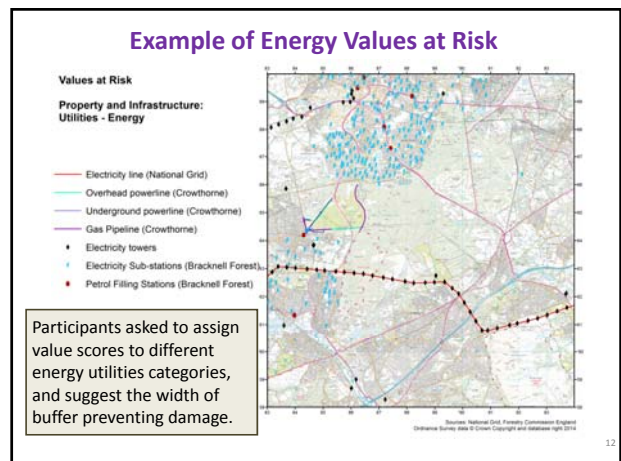 Example of Energy Values at Risk
Values at Risk
Property and Infrastructure:
Utilities - Energy
Electricity line (National Grid)
Overhead powerline (Crowthorne)
Underground powerline (Crowthorne)
Gas Pipeline (Crowthorne)
Electricity towers
Electricity Sub-stations (Bracknell Forest)
Petrol Filling Stations (Bracknell Forest)
Participants asked to assign
value scores to different
energy utilities categories,
and suggest the width of
buffer preventing damage.
Sources: National Grid, Forestry Commission England
Ordnance Survey data © Crown Copyright and database right 2014
12